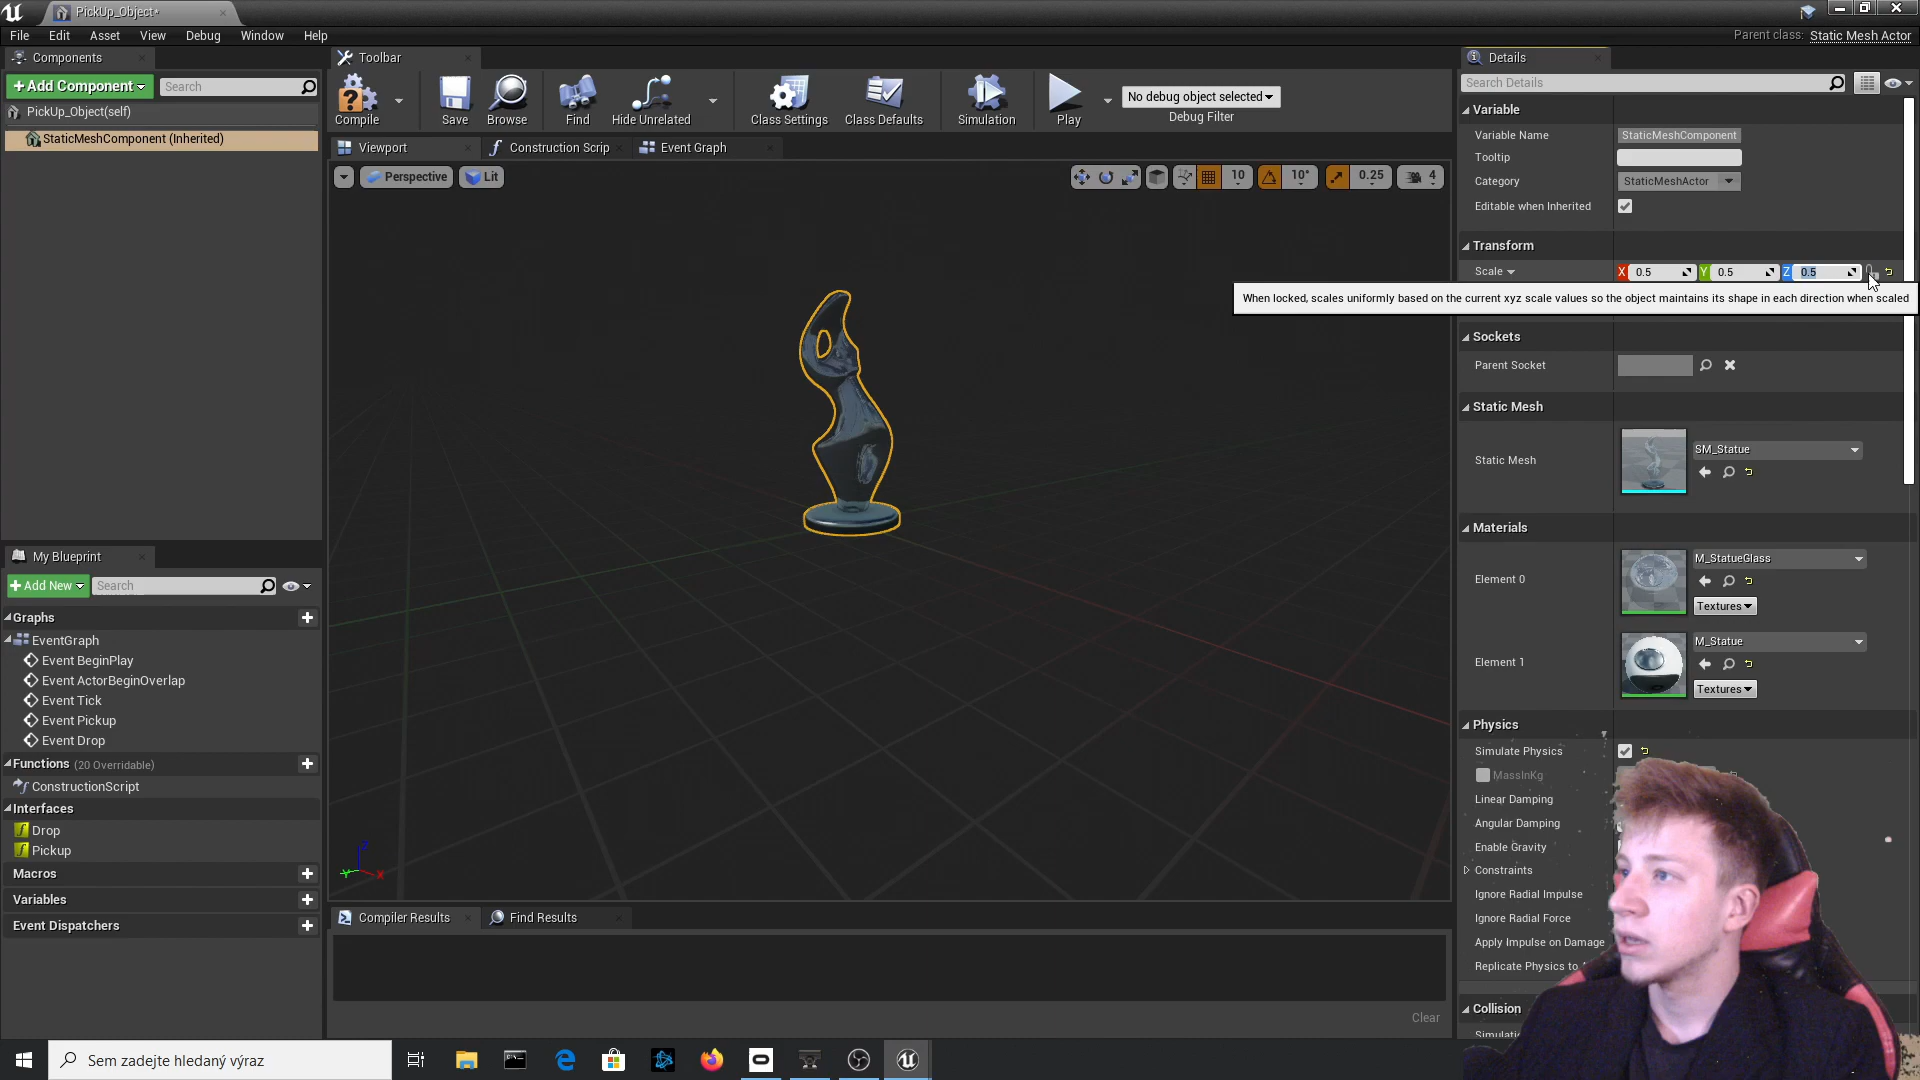 PickUp_Object*
File Edit Asset View Debug Window Help
Parent class: Static Mesh Actor
Components
+Add Component
Search
PickUp_Object(self)
StaticMeshComponent (Inherited)
Toolbar
Compile
Save
Browse
Find
Hide Unrelated
Class Settings
Class Defaults
Simulation
Play
No debug object selected
Debug Filter
Viewport
Construction Scrip
Event Graph
Perspective
Lit
10
10°
0.25
4
Z
Y
X
Compiler Results
Find Results
Clear
My Blueprint
+Add New
Search
Graphs
EventGraph
Event BeginPlay
Event ActorBeginOverlap
Event Tick
Event Pickup
Event Drop
Functions (20 Overridable)
ConstructionScript
Interfaces
Drop
Pickup
Macros
Variables
Event Dispatchers
Details
Search Details
Variable
Variable Name StaticMeshComponent
Tooltip
Category StaticMeshActor
Editable when Inherited
Transform
Scale X 0.5 Y 0.5 Z 0.5
When locked, scales uniformly based on the current xyz scale values so the object maintains its shape in each direction when scaled
Sockets
Parent Socket
Static Mesh
Static Mesh SM_Statue
Materials
Element 0 M_StatueGlass
Textures
Element 1 M_Statue
Textures
Physics
Simulate Physics
MassInKg
Linear Damping
Angular Damping
Enable Gravity
Constraints
Ignore Radial Impulse
Ignore Radial Force
Apply Impulse on Damage
Replicate Physics to
Collision
Sem zadejte hledaný výraz